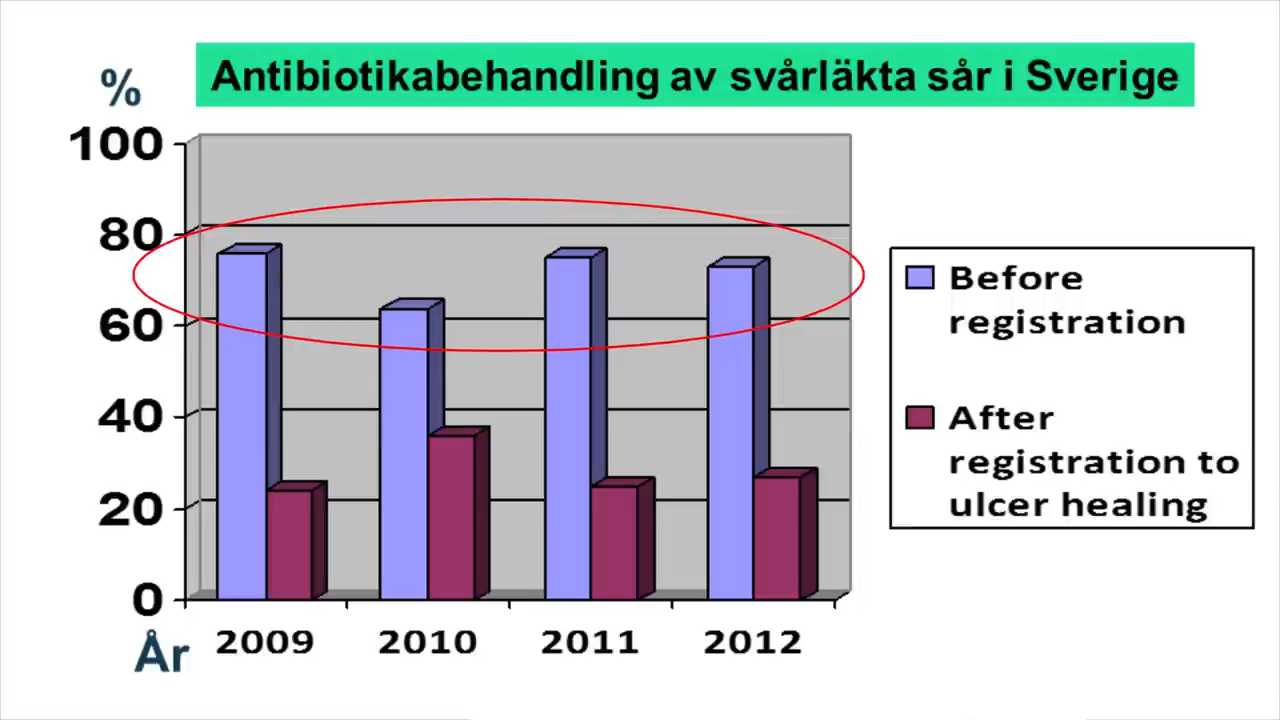 Antibiotikabehandling av svårläkta sår i Sverige
%
100
80
60
40
20
0
År
2009 2010 2011 2012
Before
registration
After
registration to
ulcer healing